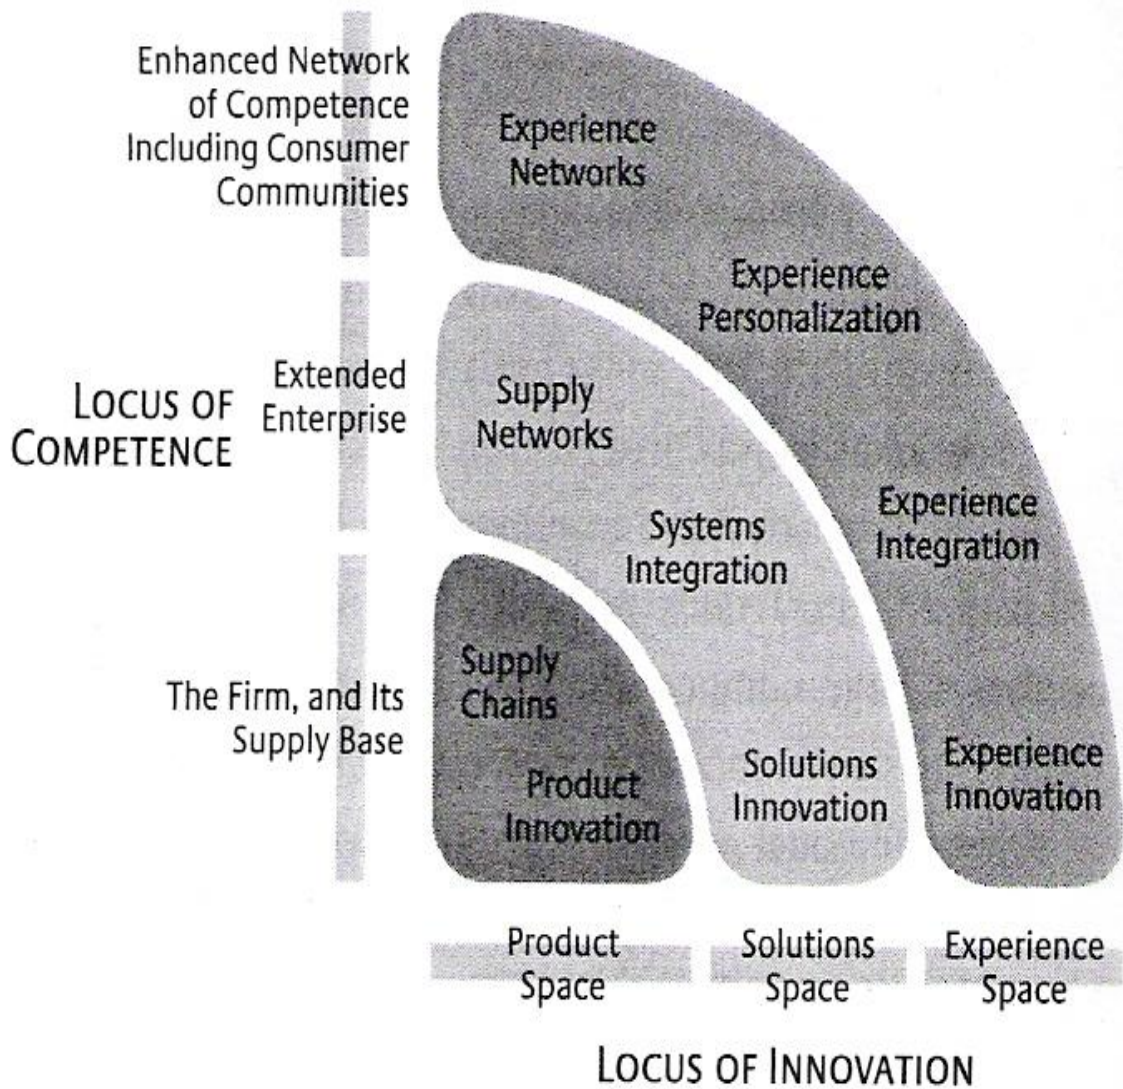 Enhanced Network
of Competence
Including Consumer
Communities
Experience
Networks
Experience
Personalization
LOCUS OF
COMPETENCE
Extended
Enterprise
Supply
Networks
Systems
Integration
Experience
Integration
The Firm, and Its
Supply Base
Supply
Chains
Product
Innovation
Solutions
Innovation
Experience
Innovation
Product
Space
Solutions
Space
Experience
Space
LOCUS OF INNOVATION